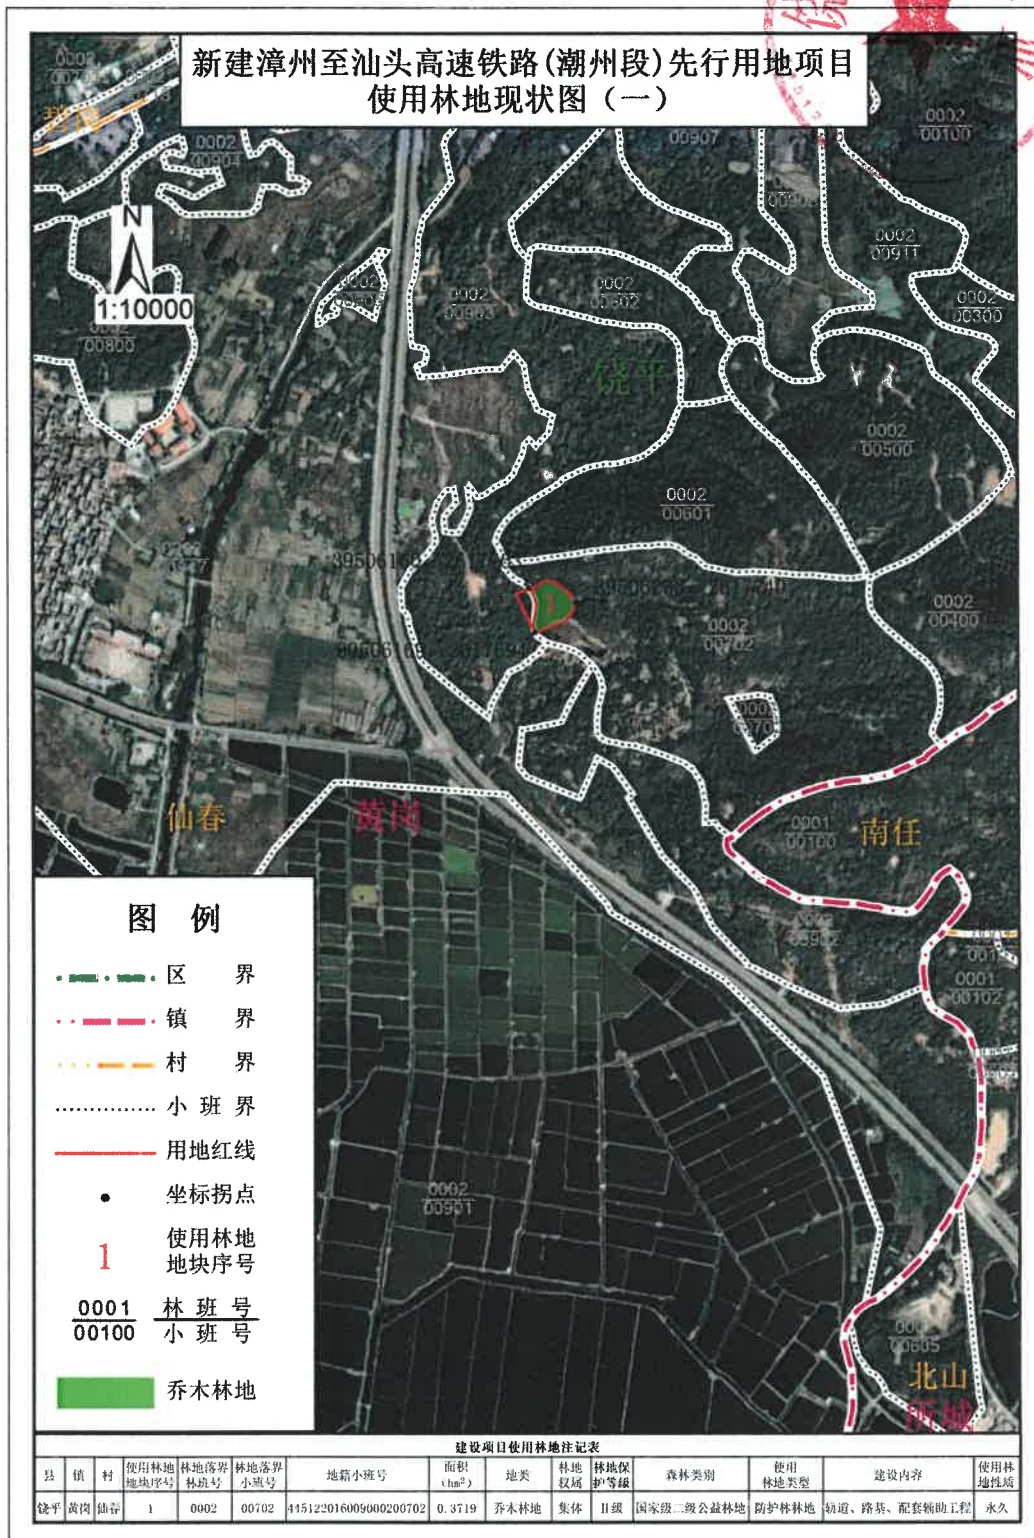 新建漳州至汕头高速铁路(潮州段)先行用地项目
使用林地现状图（一）
0002
00904
0002
00100
00907
N
1:10000
0002
00911
0002
00903
0002
00602
0002
00300
00800
饶平
0002
00500
0002
00601
1
0002
00400
0002
00702
仙春
黄岗
0001
00100
南任
0001
00102
0002
00901
00605
北山
所城
图 例
区 界
镇 界
村 界
小 班 界
用地红线
坐标拐点
1
使用林地
地块序号
0001 林 班 号
00100 小 班 号
乔木林地
建设项目使用林地注记表
县 镇 村 使用林地地块序号 林地落界林班号 林地落界小班号 地籍小班号 面积(hm²) 地类 林地权属 林地保护等级 森林类别 使用林地类型 建设内容 使用林地性质
饶平 黄岗 仙春 1 0002 00702 445122016009000200702 0.3719 乔木林地 集体 II级 国家级二级公益林地 防护林林地 轨道、路基、配套辅助工程 永久